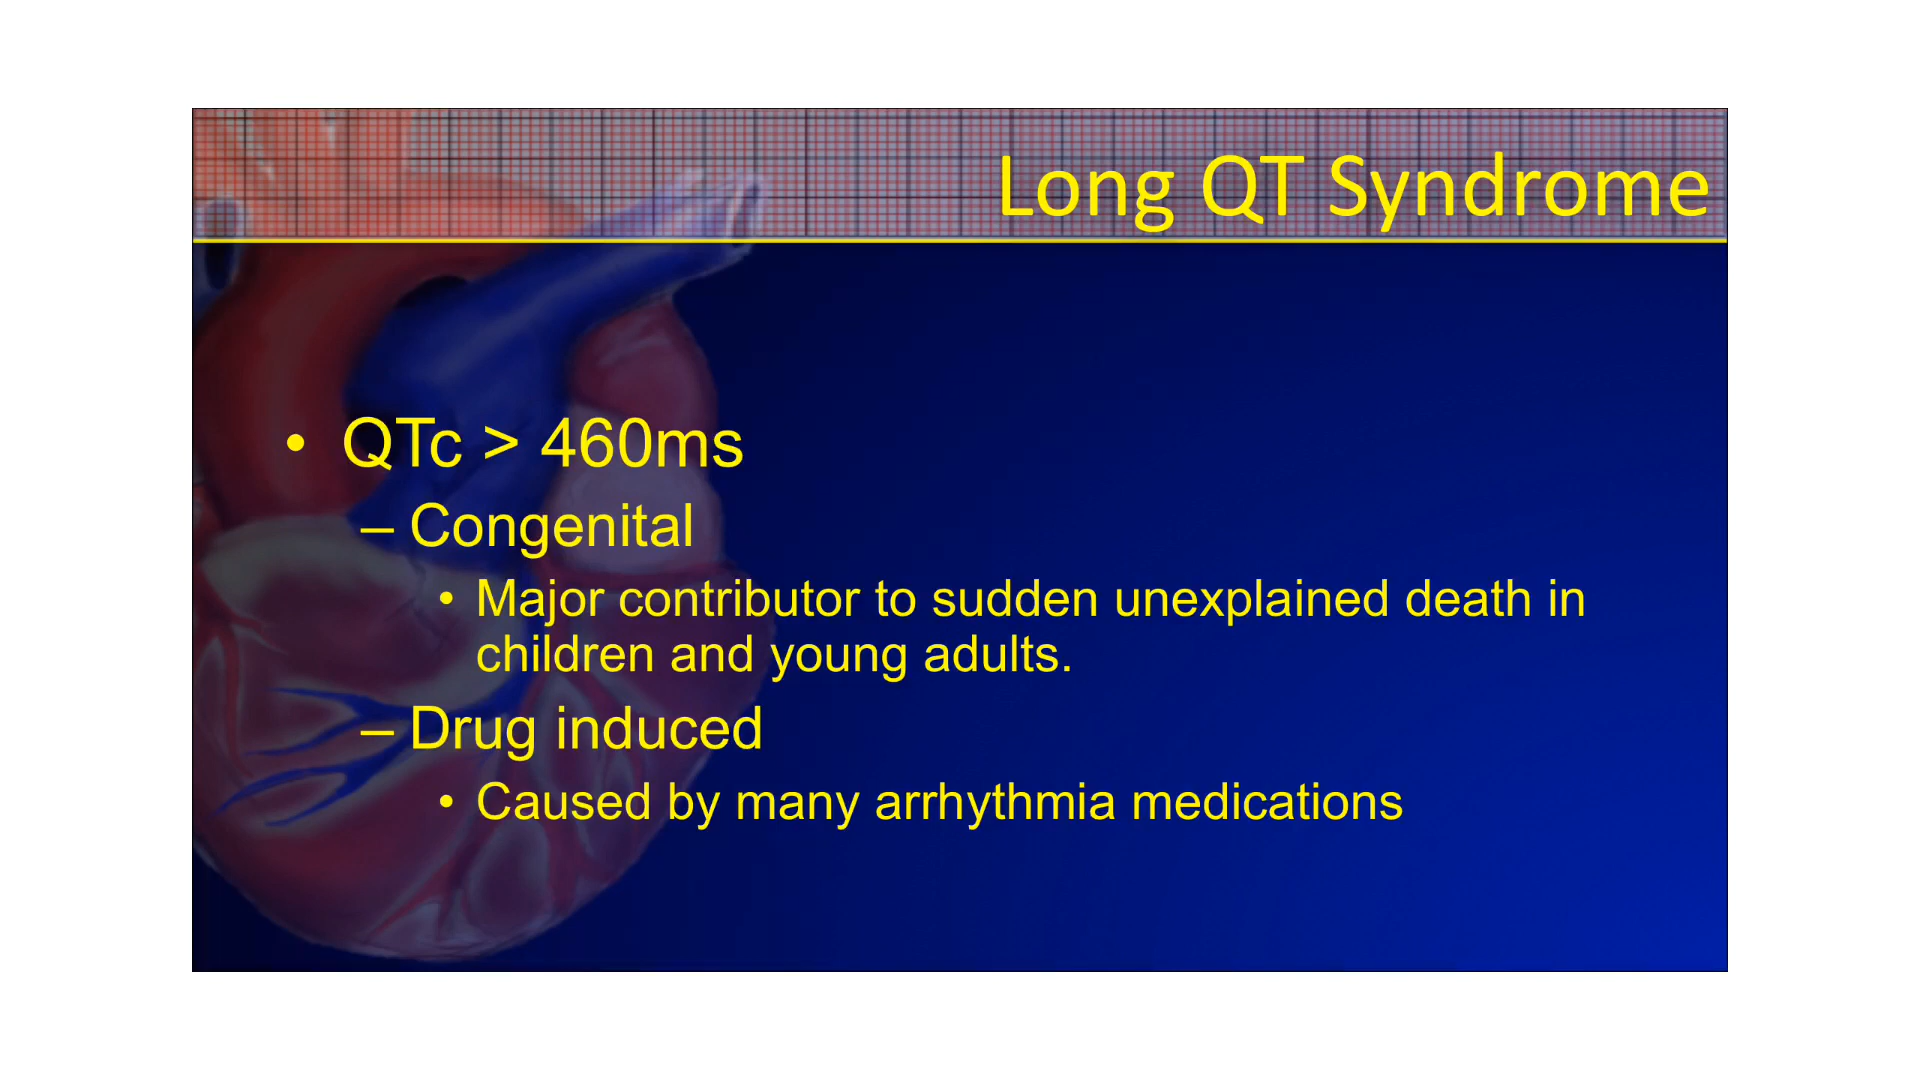 Long QT Syndrome
• QTc > 460ms
– Congenital
• Major contributor to sudden unexplained death in
children and young adults.
– Drug induced
• Caused by many arrhythmia medications